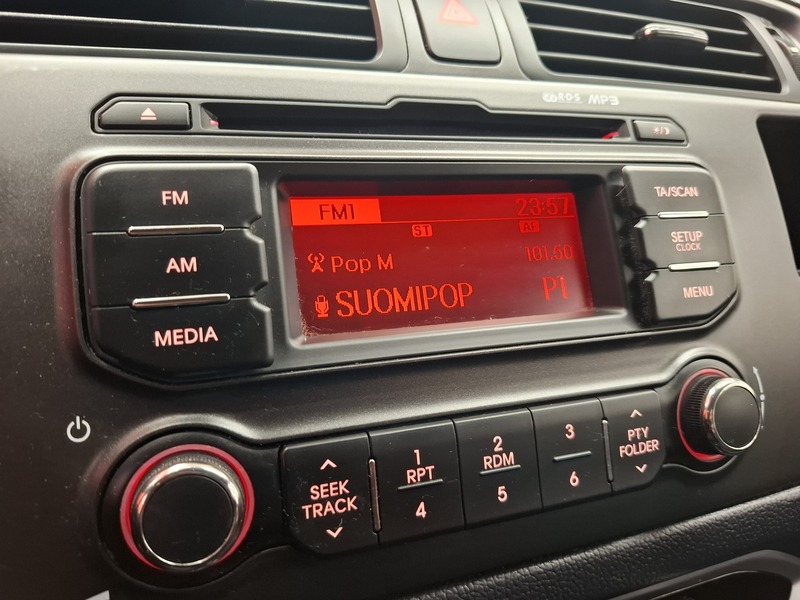 RDS MP3
FM
AM
MEDIA
FM1 23:57
ST AF
Pop M 101.50
SUOMIPOP P1
TA/SCAN
SETUP
CLOCK
MENU
SEEK
TRACK
1
RPT
4
2
RDM
5
3
6
PTY
FOLDER